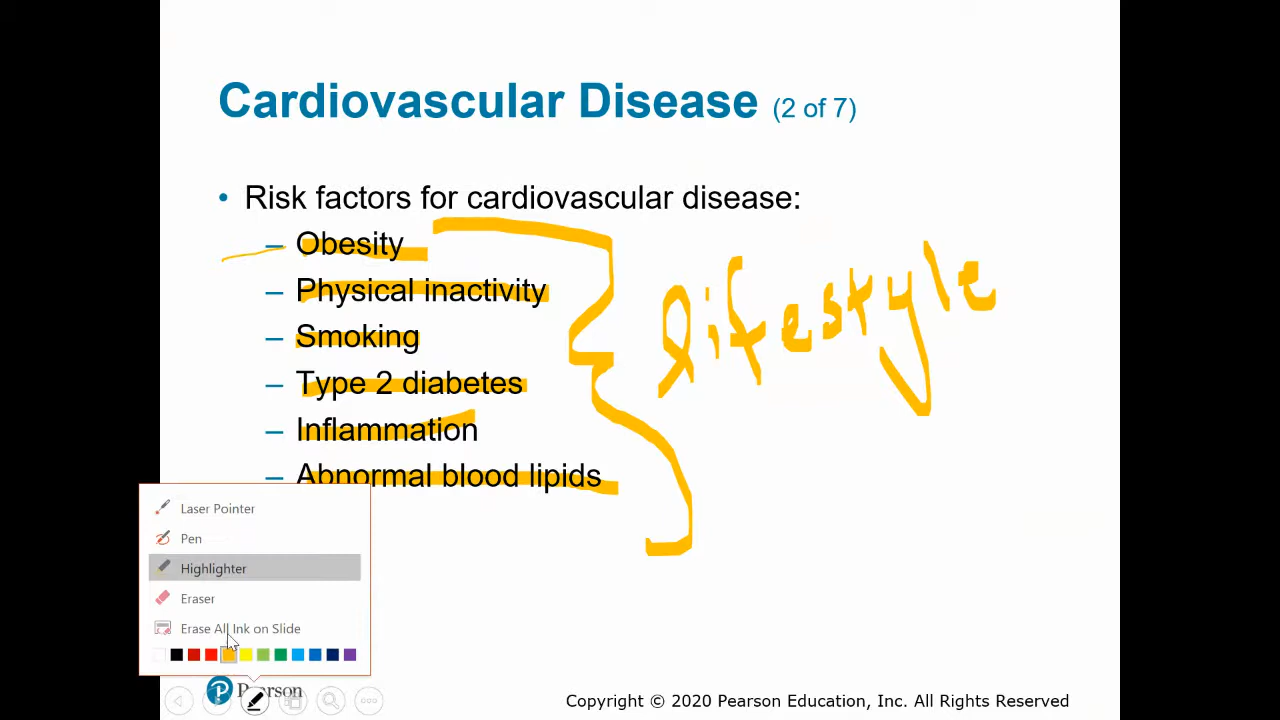 Cardiovascular Disease (2 of 7)
• Risk factors for cardiovascular disease:
– Obesity
– Physical inactivity
– Smoking
– Type 2 diabetes
– Inflammation
– Abnormal blood lipids
lifestyle
Laser Pointer
Pen
Highlighter
Eraser
Erase All Ink on Slide
Pearson
Copyright © 2020 Pearson Education, Inc. All Rights Reserved